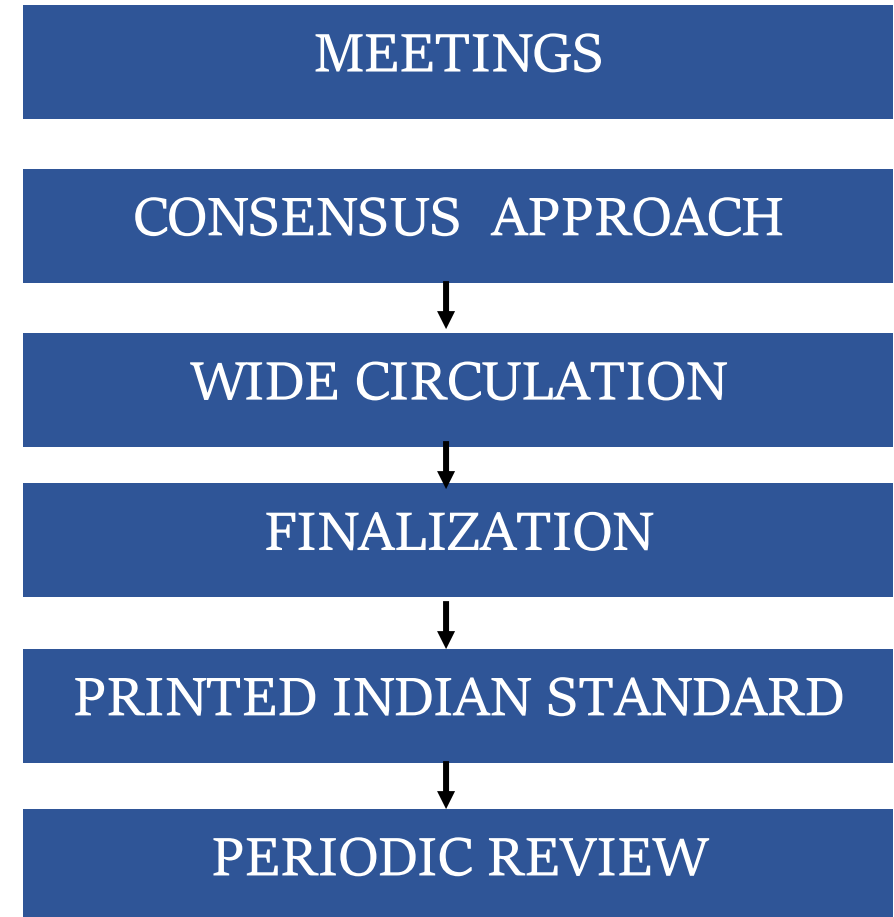 MEETINGS
CONSENSUS APPROACH
WIDE CIRCULATION
FINALIZATION
PRINTED INDIAN STANDARD
PERIODIC REVIEW